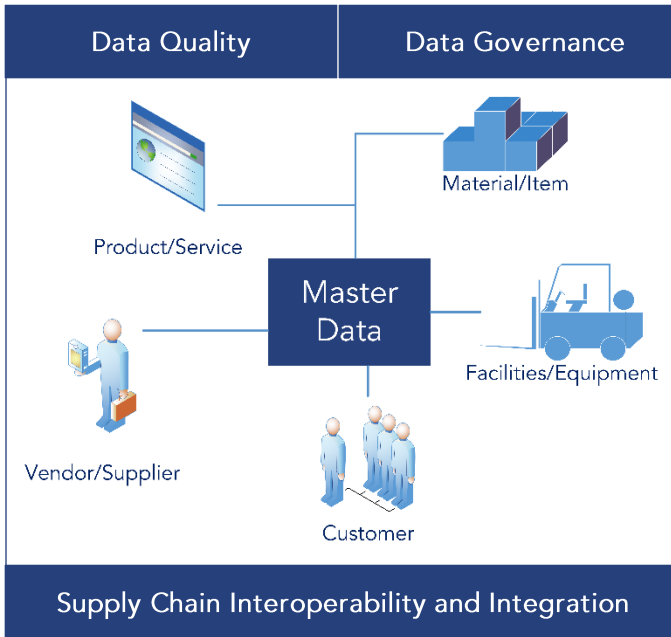 Data Quality
Data Governance
Material/Item
Product/Service
Master
Data
Facilities/Equipment
Vendor/Supplier
Customer
Supply Chain Interoperability and Integration